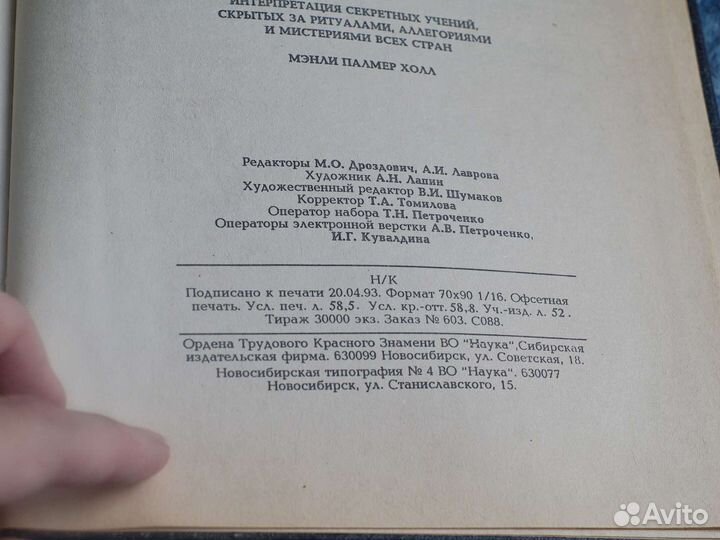 ИНТЕРПРЕТАЦИЯ СЕКРЕТНЫХ УЧЕНИЙ,
СКРЫТЫХ ЗА РИТУАЛАМИ, АЛЛЕГОРИЯМИ
И МИСТЕРИЯМИ ВСЕХ СТРАН
МЭНЛИ ПАЛМЕР ХОЛЛ
Редакторы М.О. Дроздович, А.И. Лаврова
Художник А.Н. Лапин
Художественный редактор В.И. Шумаков
Корректор Т.А. Томилова
Оператор набора Т.Н. Петроченко
Операторы электронной верстки А.В. Петроченко,
И.Г. Кувалдина
Н/К
Подписано к печати 20.04.93. Формат 70x90 1/16. Офсетная
печать. Усл. печ. л. 58,5. Усл. кр.-отт. 58,8. Уч.-изд. л. 52.
Тираж 30000 экз. Заказ № 603. С088.
Ордена Трудового Красного Знамени ВО "Наука",Сибирская
издательская фирма. 630099 Новосибирск, ул. Советская, 18.
Новосибирская типография № 4 ВО "Наука". 630077
Новосибирск, ул. Станиславского, 15.
Avito